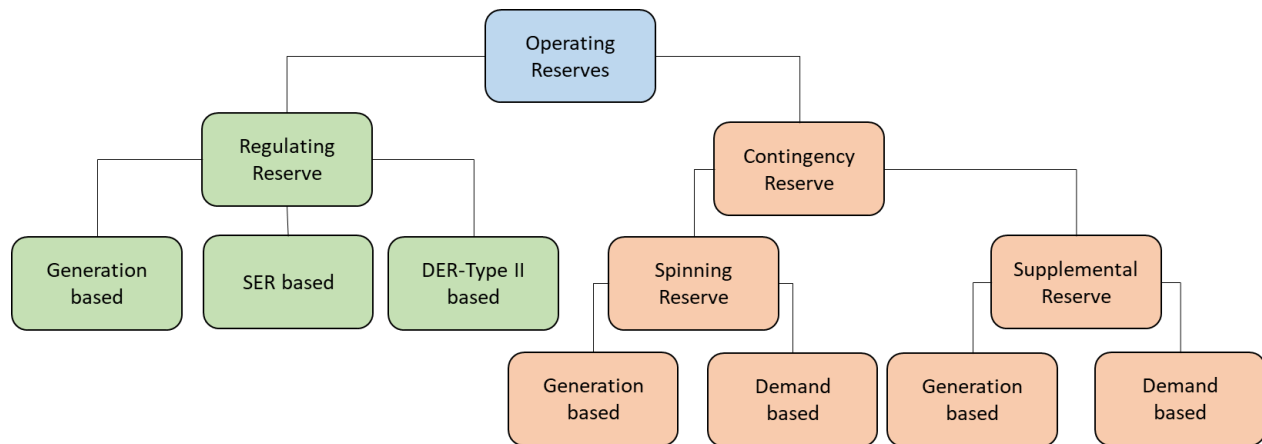 Operating
Reserves
Regulating
Reserve
Contingency
Reserve
Generation
based
SER based
DER-Type II
based
Spinning
Reserve
Supplemental
Reserve
Generation
based
Demand
based
Generation
based
Demand
based